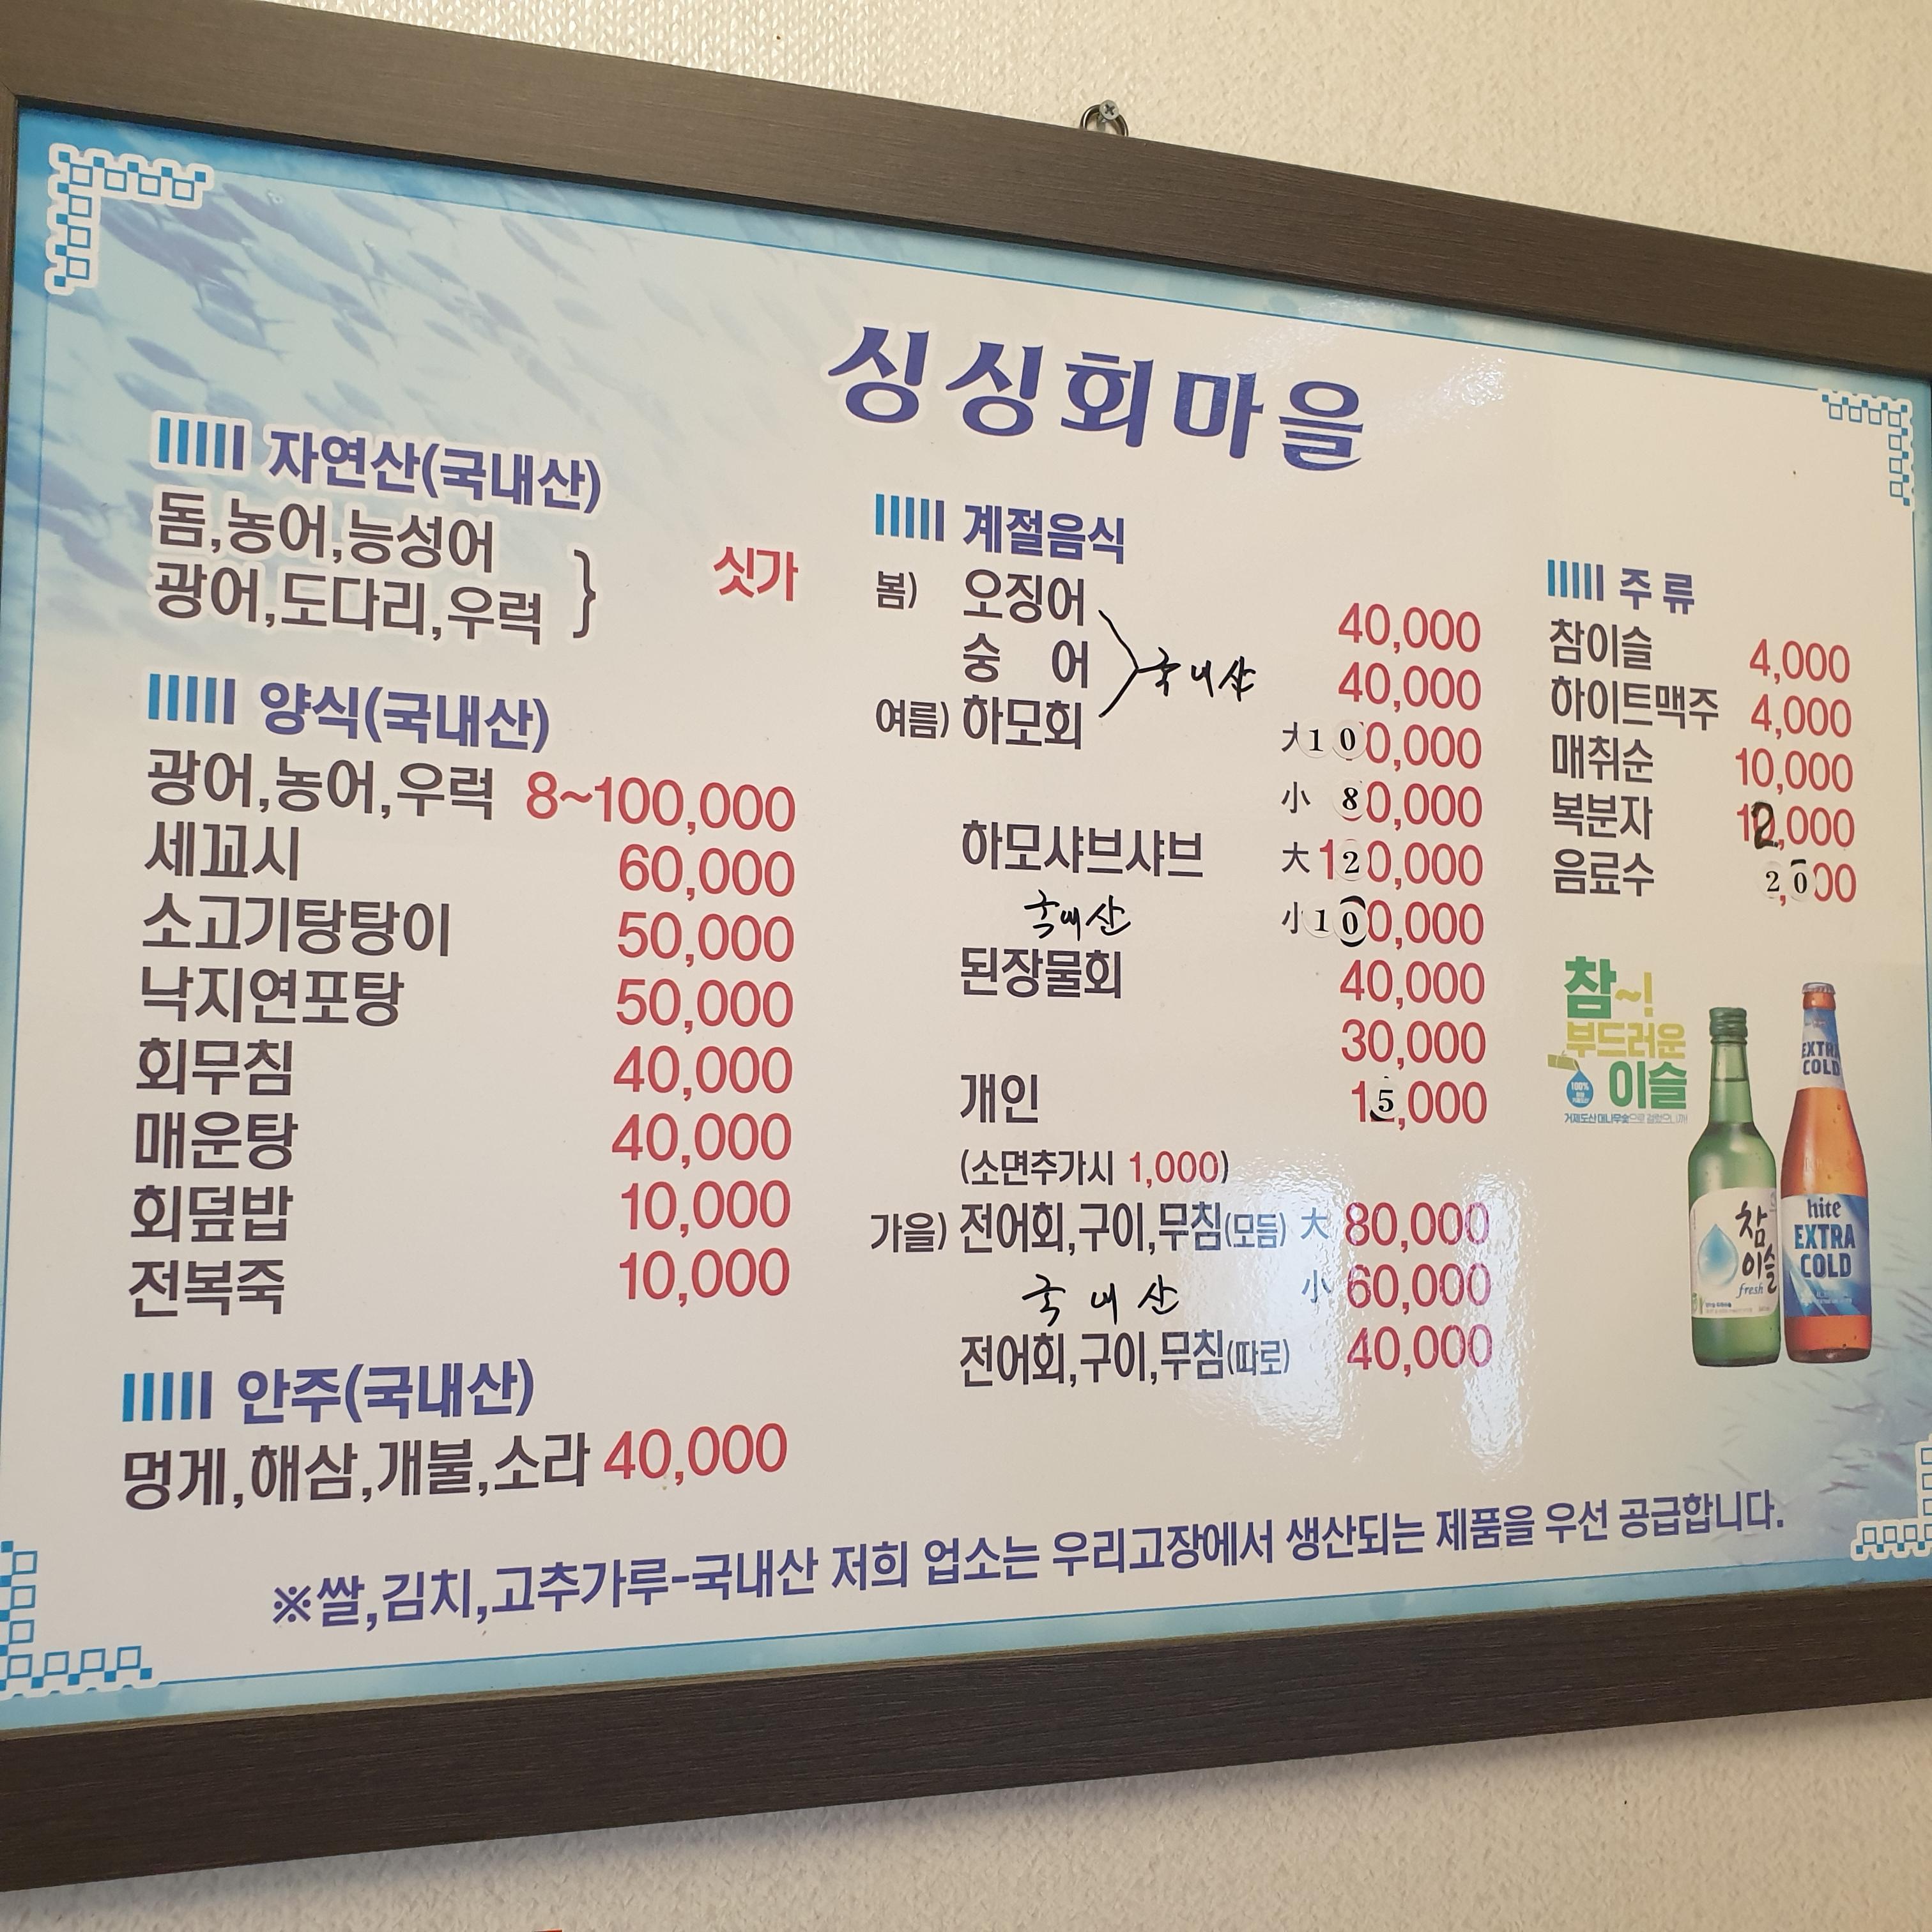 싱싱회마을
자연산(국내산)
돔,농어,능성어
광어,도다리,우럭 } 싯가
양식(국내산)
광어,농어,우럭 8~100,000
세꼬시 60,000
소고기탕탕이 50,000
낙지연포탕 50,000
회무침 40,000
매운탕 40,000
회덮밥 10,000
전복죽 10,000
안주(국내산)
멍게,해삼,개불,소라 40,000
계절음식
봄) 오징어 40,000
숭 어 국내산 40,000
여름) 하모회 大 100,000
小 80,000
하모샤브샤브 大 120,000
국내산 小 100,000
된장물회 40,000
30,000
개인 15,000
(소면추가시 1,000)
가을) 전어회,구이,무침(모듬) 大 80,000
국내산 小 60,000
전어회,구이,무침(따로) 40,000
주 류
참이슬 4,000
하이트맥주 4,000
매취순 10,000
복분자 12,000
음료수 2,000
참~!
부드러운
이슬
100%
EXTRA
COLD
참
이슬
fresh
hite
EXTRA
COLD
※쌀,김치,고추가루-국내산 저희 업소는 우리고장에서 생산되는 제품을 우선 공급합니다.